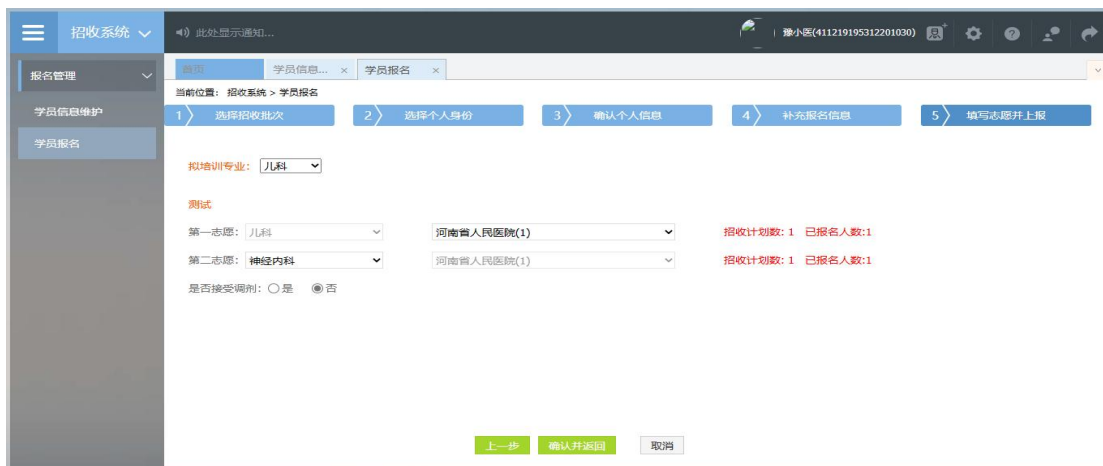 招收系统
此处显示通知...
豫小医(411219195312201030)
报名管理
学员信息维护
学员报名
首页
学员信息... ×
学员报名 ×
当前位置: 招收系统 > 学员报名
1 选择招收批次
2 选择个人身份
3 确认个人信息
4 补充报名信息
5 填写志愿并上报
拟培训专业: 儿科
测试
第一志愿: 儿科 河南省人民医院(1) 招收计划数: 1 已报名人数:1
第二志愿: 神经内科 河南省人民医院(1) 招收计划数: 1 已报名人数:1
是否接受调剂: 是 否
上一步 确认并返回 取消